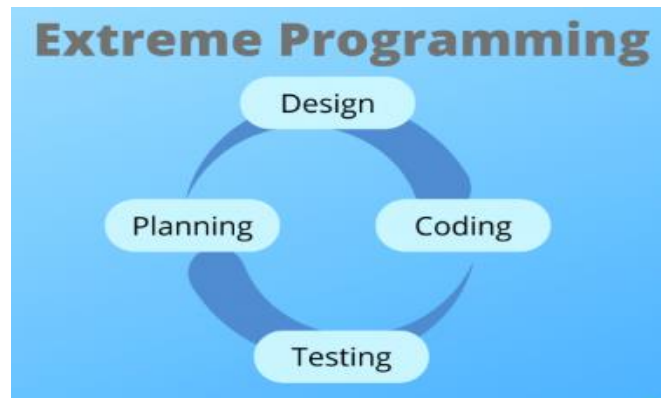 Extreme Programming
Design
Planning
Coding
Testing